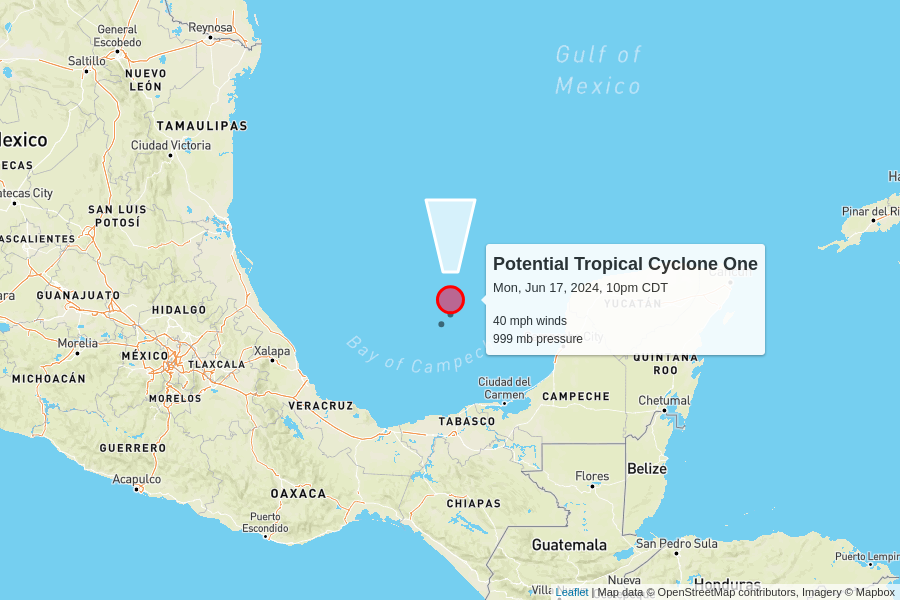 General
Escobedo
Reynosa
Saltillo
NUEVO
LEÓN
Gulf of
Mexico
TAMAULIPAS
Ciudad Victoria
exico
ECAS
tecas City
Ha
Pinar del Rí
SAN LUIS
POTOSÍ
ASCALIENTES
Potential Tropical Cyclone One
Mon, Jun 17, 2024, 10pm CDT
40 mph winds
999 mb pressure
YUCATÁN
ara
GUANAJUATO
HIDALGO
Morelia
MÉXICO
Xalapa
TLAXCALA
Bay of Campec
City
QUINTANA
ROO
MICHOACÁN
MORELOS
VERACRUZ
Ciudad del
Carmen
CAMPECHE
Chetumal
TABASCO
GUERRERO
Acapulco
OAXACA
Flores
Belize
CHIAPAS
Puerto
Escondido
Guatemala
San Pedro Sula
Puerto Lempir
Nueva
Honduras
Villa
Leaflet | Map data © OpenStreetMap contributors, Imagery © Mapbox